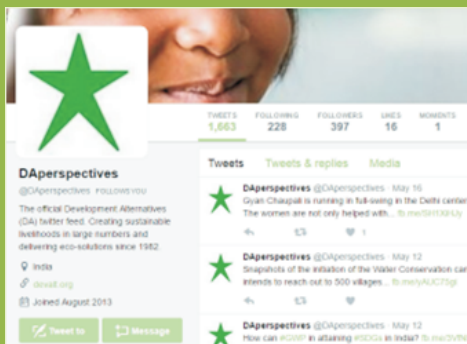 TWEETS FOLLOWING FOLLOWERS LIKES MOMENTS
1,663 228 397 16 1
DAperspectives
@DAperspectives FOLLOWS YOU
The official Development Alternatives
(DA) twitter feed. Creating sustainable
livelihoods in large numbers and
delivering eco-solutions since 1982.
India
devalt.org
Joined August 2013
Tweet to Message
Tweets Tweets & replies Media
DAperspectives @DAperspectives · May 16
Gyan Chaupali is running in full-swing in the Delhi center
The women are not only helped with...
1
DAperspectives @DAperspectives · May 12
Snapshots of the initiation of the Water Conservation
intends to reach out to 500 villages...
DAperspectives @DAperspectives · May 12
How can #GWP in attaining #SDGs in India?